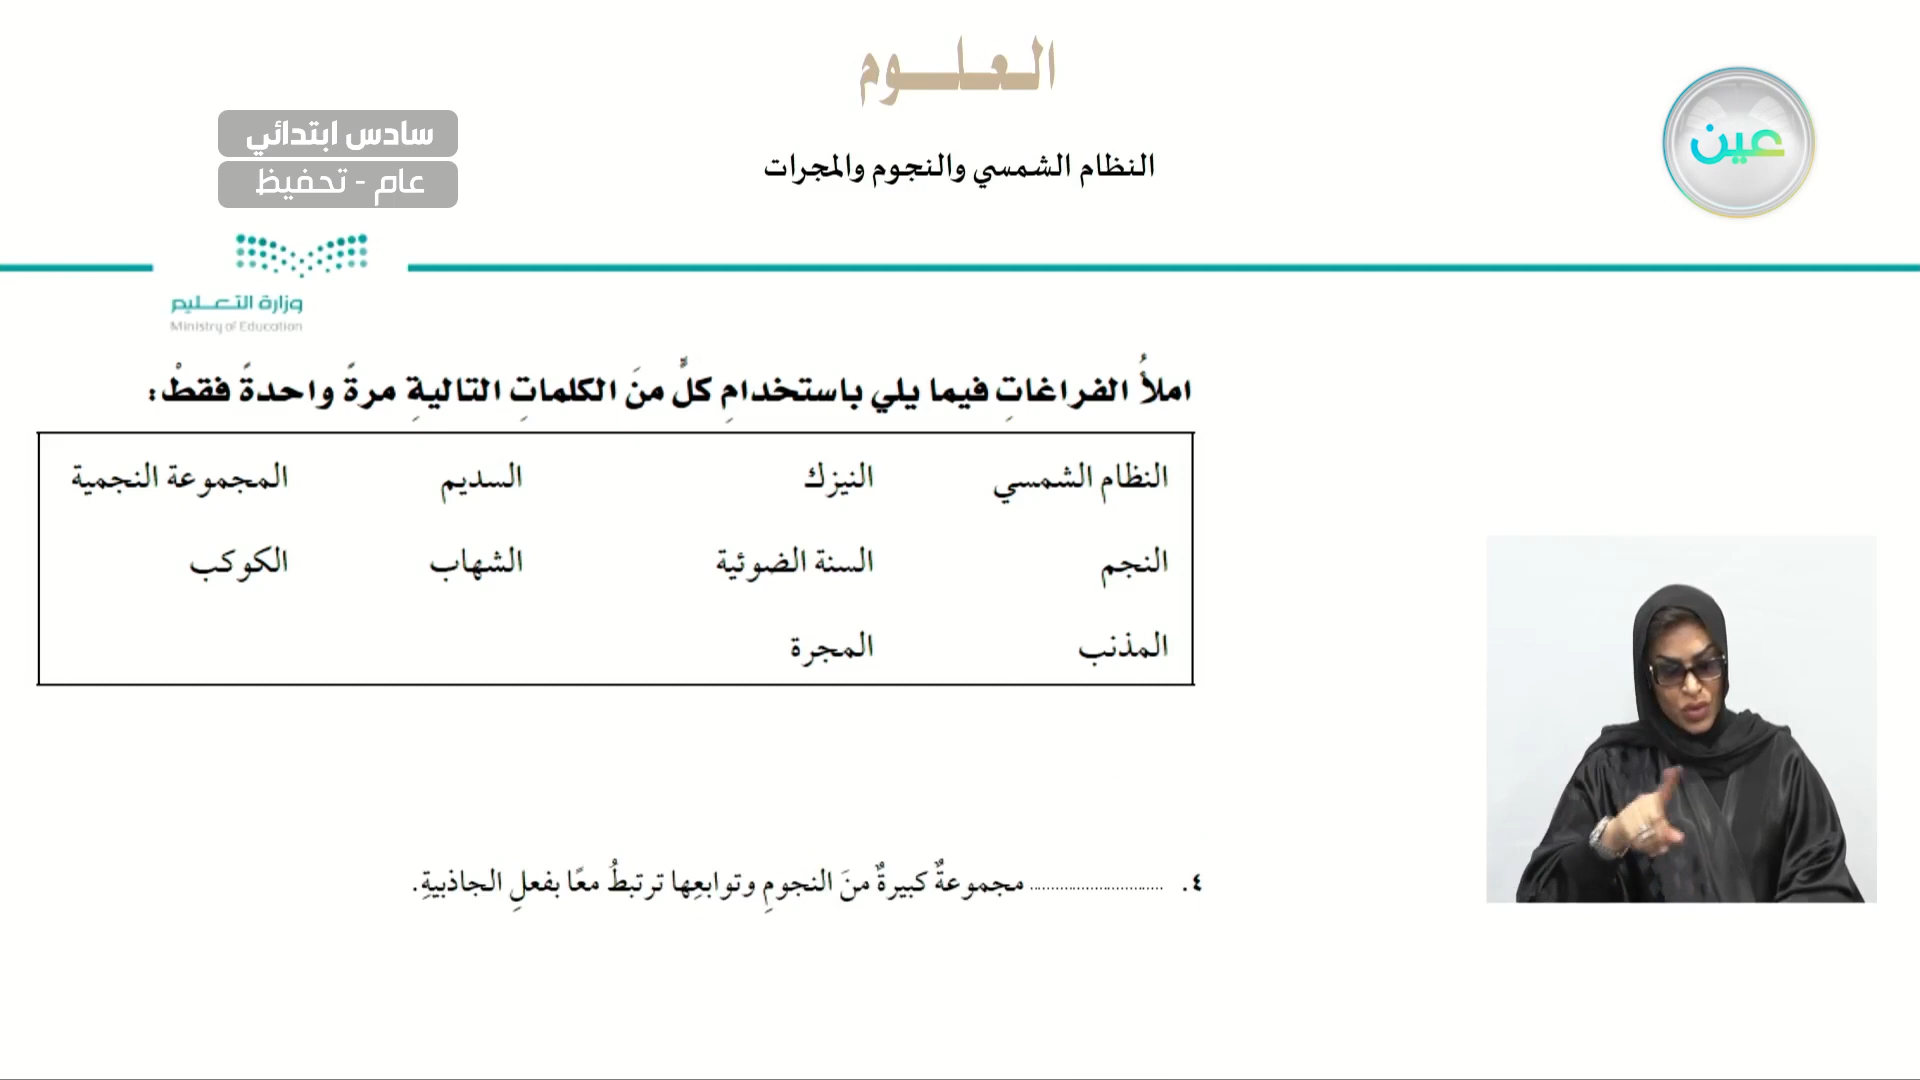 العلوم
عين
سادس ابتدائي
عام - تحفيظ
النظام الشمسي والنجوم والمجرات
وزارة التعليم
Ministry of Education
املأُ الفراغاتِ فيما يلي باستخدامِ كلٍّ منَ الكلماتِ التاليةِ مرةً واحدةً فقطْ:
النظام الشمسي النيزك السديم المجموعة النجمية
النجم السنة الضوئية الشهاب الكوكب
المذنب المجرة
٤. .............................. مجموعةٌ كبيرةٌ منَ النجومِ وتوابعِها ترتبطُ معًا بفعلِ الجاذبيةِ.